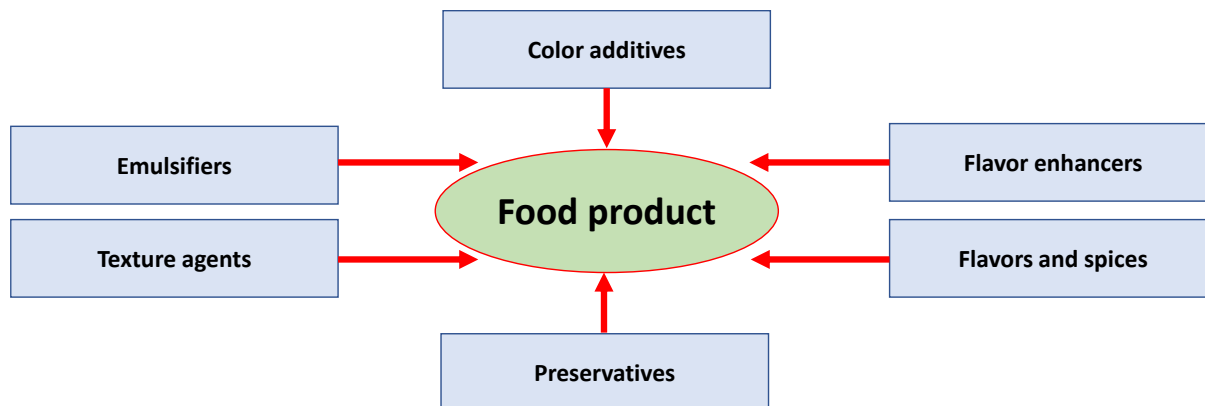 Color additives
Emulsifiers
Flavor enhancers
Food product
Texture agents
Flavors and spices
Preservatives